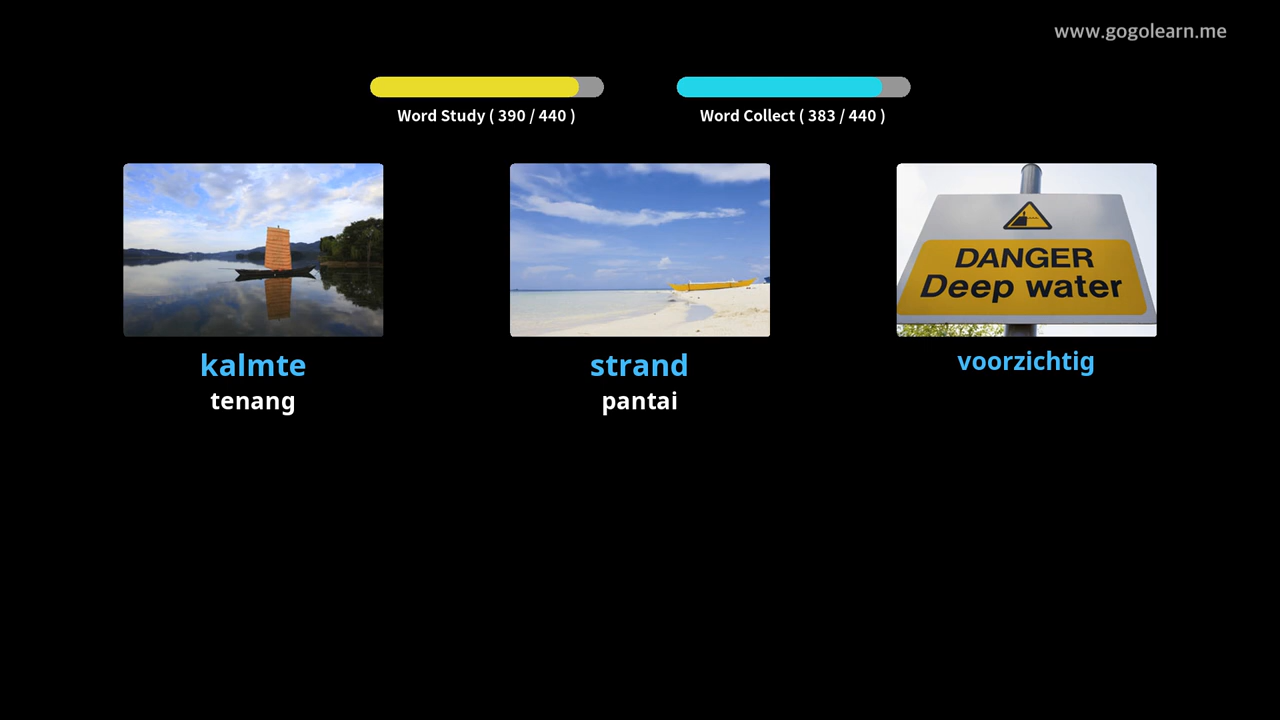 www.gogolearn.me
Word Study ( 390 / 440 )
Word Collect ( 383 / 440 )
DANGER
Deep water
kalmte
tenang
strand
pantai
voorzichtig